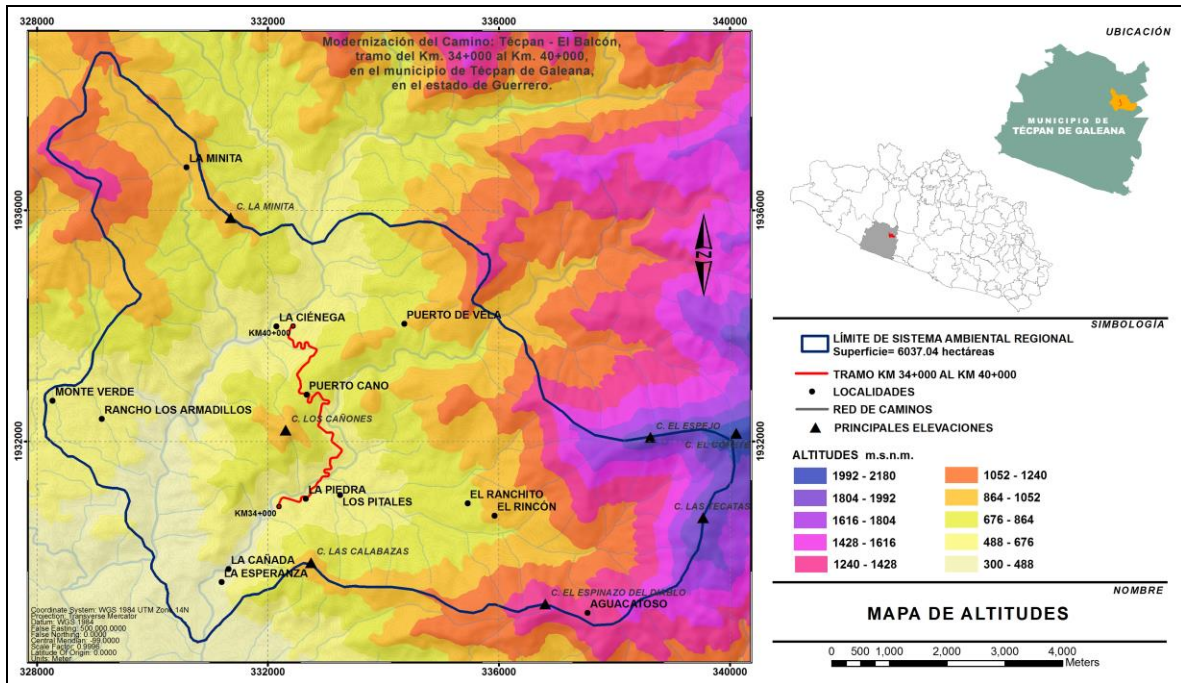 328000
332000
336000
340000
Modernización del Camino: Técpan - El Balcón,
tramo del Km. 34+000 al Km. 40+000,
en el municipio de Técpan de Galeana,
en el estado de Guerrero.
LA MINITA
C. LA MINITA
1936000
1936000
N
LA CIÉNEGA
KM40+000
PUERTO DE VELA
PUERTO CANO
MONTE VERDE
RANCHO LOS ARMADILLOS
C. LOS CAÑONES
C. EL ESPEJO
1932000
1932000
LA PIEDRA
LOS PITALES
KM34+000
EL RANCHITO
EL RINCÓN
C. LAS TECATAS
C. LAS CALABAZAS
LA CAÑADA
LA ESPERANZA
C. EL ESPINAZO DEL DIABLO
AGUACATOSO
Coordinate System: WGS 1984 UTM Zone 14N
Projection: Transverse Mercator
Datum: WGS 1984
False Easting: 500,000.0000
False Northing: 0.0000
Central Meridian: -99.0000
Scale Factor: 0.9996
Latitude Of Origin: 0.0000
Units: Meter
328000
332000
336000
340000
UBICACIÓN
MUNICIPIO DE
TÉCPAN DE GALEANA
SIMBOLOGÍA
LÍMITE DE SISTEMA AMBIENTAL REGIONAL
Superficie= 6037.04 hectáreas
TRAMO KM 34+000 AL KM 40+000
LOCALIDADES
RED DE CAMINOS
PRINCIPALES ELEVACIONES
ALTITUDES m.s.n.m.
1992 - 2180
1804 - 1992
1616 - 1804
1428 - 1616
1240 - 1428
1052 - 1240
864 - 1052
676 - 864
488 - 676
300 - 488
NOMBRE
MAPA DE ALTITUDES
0 500 1,000 2,000 3,000 4,000
Meters